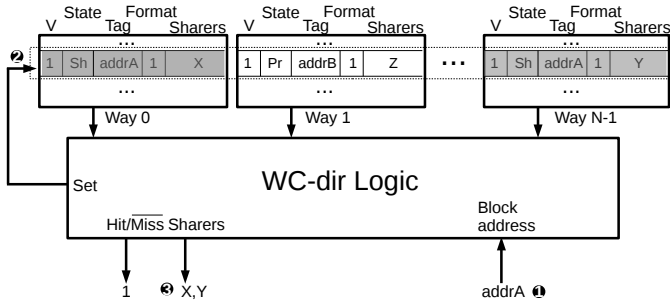 State Format State Format State Format
V Tag Sharers V Tag Sharers V Tag Sharers
... ... ...
❷ 1 Sh addrA 1 X 1 Pr addrB 1 Z ... 1 Sh addrA 1 Y
... ... ...
Way 0 Way 1 Way N-1
WC-dir Logic
Set
Hit/Miss Sharers
Block
address
1 ❸ X,Y addrA ❶